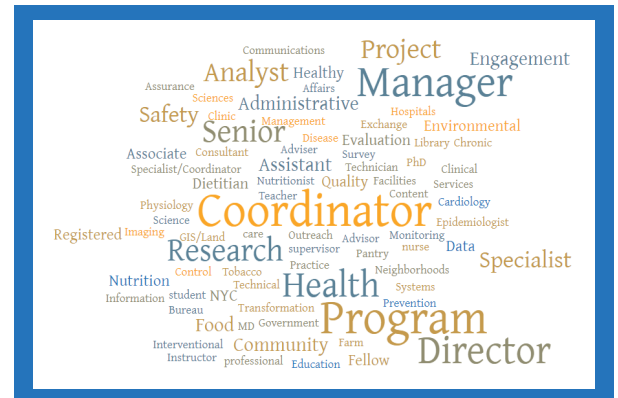 Communications
Project
Engagement
Analyst Healthy
Manager
Assurance
Affairs
Sciences
Administrative
Safety Clinic
Hospitals
Management
Exchange
Environmental
Senior
Disease Evaluation Library Chronic
Associate Consultant
Adviser
Survey
Specialist/Coordinator
Assistant
Technician PhD
Clinical
Dietitian Nutritionist Quality Facilities
Services
Teacher
Content
Cardiology
Physiology
Coordinator
Science
Epidemiologist
Registered Imaging
GIS/Land
care
Outreach
Advisor
Monitoring
Research
supervisor
Pantry
nurse
Data
Practice
Specialist
Control
Tobacco
Neighborhoods
Nutrition
Technical
Health
Systems
Information student NYC
Prevention
Bureau
Transformation
Program
Food MD Government
Interventional
Community
Farm
Director
Instructor
professional
Education
Fellow